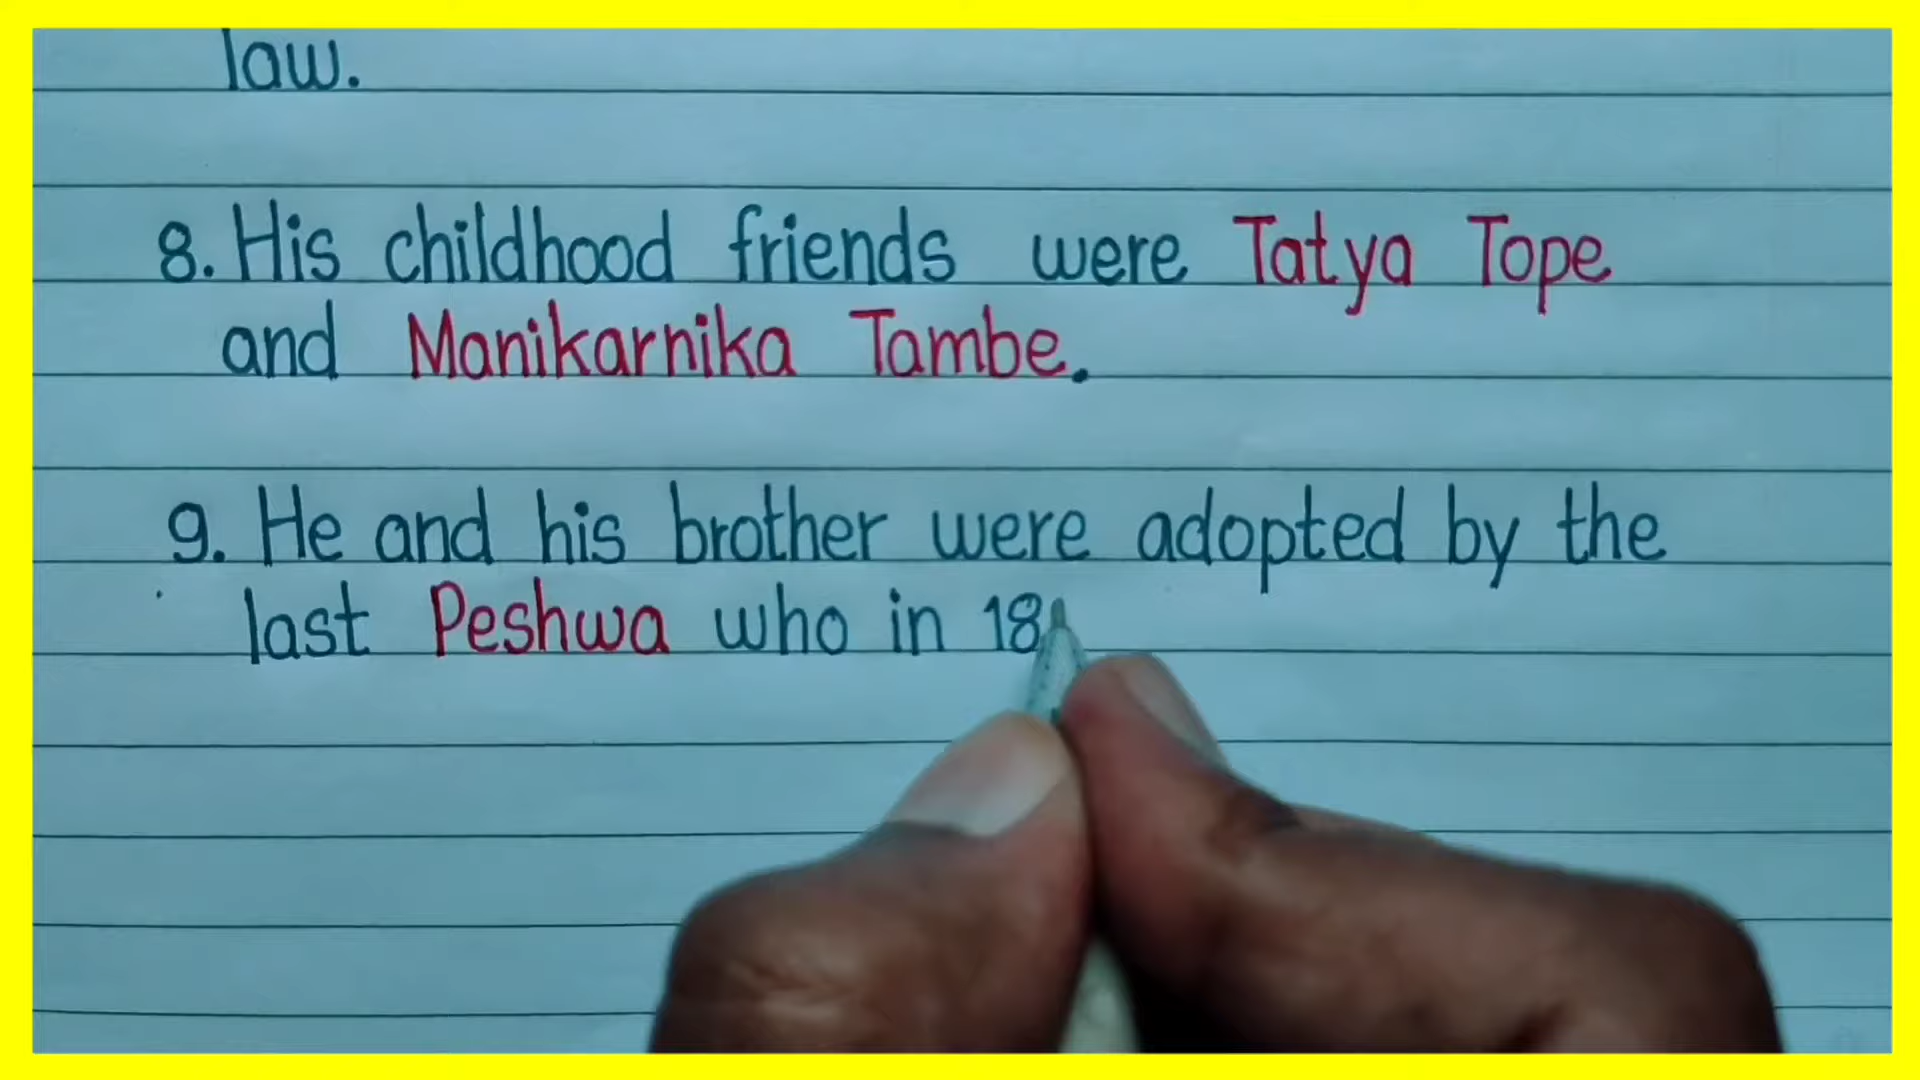 law.
8. His childhood friends were Tatya Tope
and Manikarnika Tambe.
9. He and his brother were adopted by the
last Peshwa who in 18